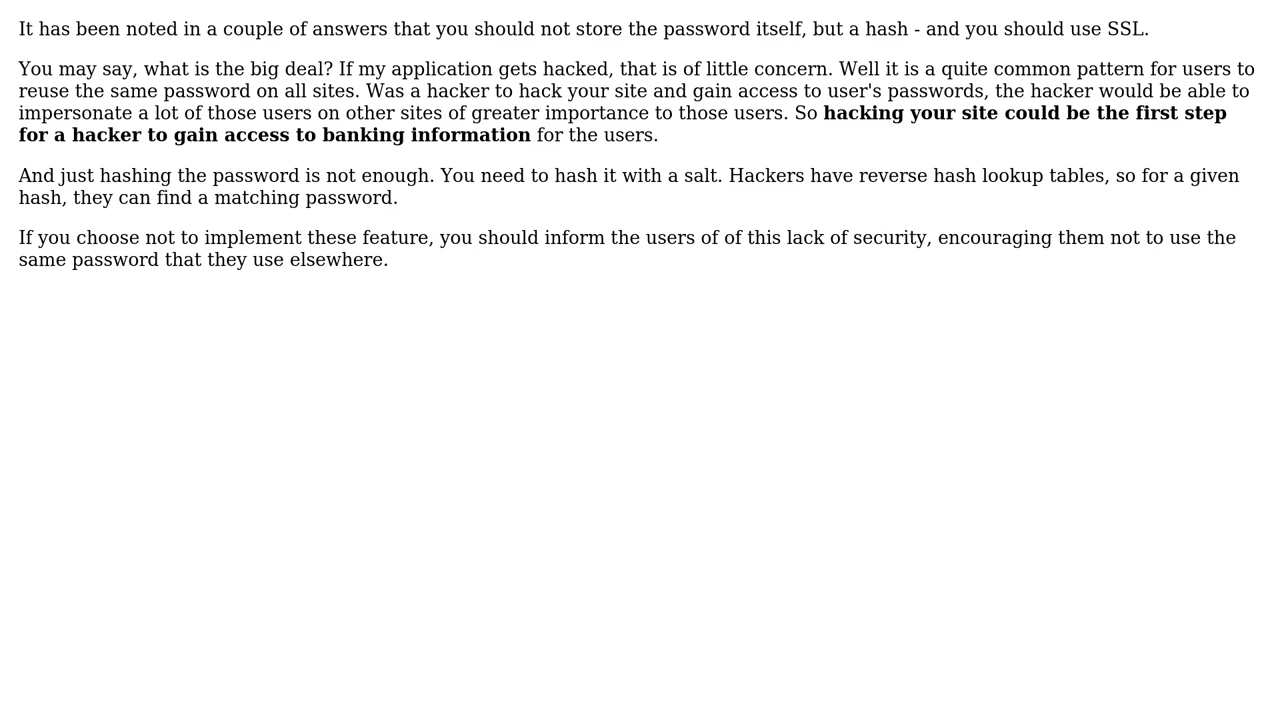 It has been noted in a couple of answers that you should not store the password itself, but a hash - and you should use SSL.
You may say, what is the big deal? If my application gets hacked, that is of little concern. Well it is a quite common pattern for users to
reuse the same password on all sites. Was a hacker to hack your site and gain access to user's passwords, the hacker would be able to
impersonate a lot of those users on other sites of greater importance to those users. So hacking your site could be the first step
for a hacker to gain access to banking information for the users.
And just hashing the password is not enough. You need to hash it with a salt. Hackers have reverse hash lookup tables, so for a given
hash, they can find a matching password.
If you choose not to implement these feature, you should inform the users of of this lack of security, encouraging them not to use the
same password that they use elsewhere.